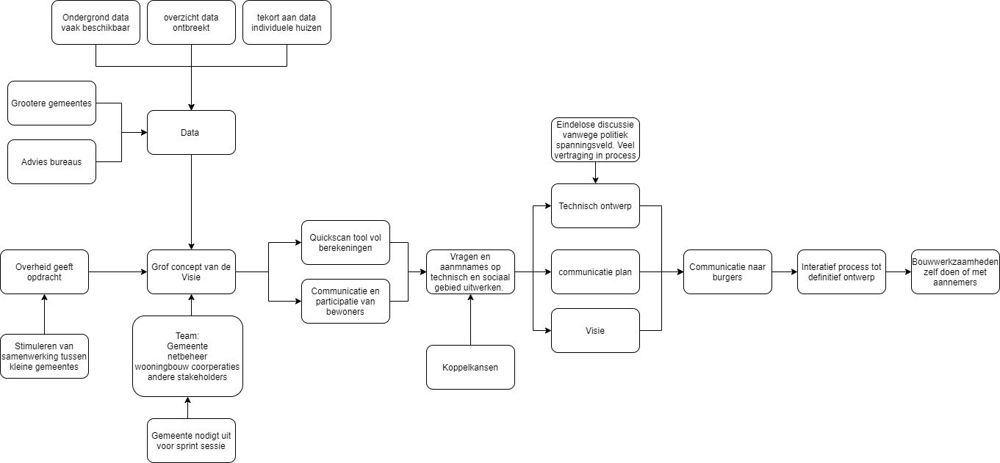 Ondergrond data
vaak beschikbaar
overzicht data
ontbreekt
tekort aan data
individuele huizen
Grootere gemeentes
Data
Advies bureaus
Eindelose discussie
vanwege politiek
spanningsveld. Veel
vertraging in process
Technisch ontwerp
Quickscan tool vol
berekeningen
Overheid geeft
opdracht
Grof concept van de
Visie
Communicatie en
participatie van
bewoners
Vragen en
aanmnames op
technisch en sociaal
gebied uitwerken.
communicatie plan
Communicatie naar
burgers
Interatief process tot
definitief ontwerp
Bouwwerkzaamheden
zelf doen of met
aannemers
Visie
Stimuleren van
samenwerking tussen
kleine gemeentes
Team:
Gemeente
netbeheer
wooningbouw coorperaties
andere stakeholders
Koppelkansen
Gemeente nodigt uit
voor sprint sessie